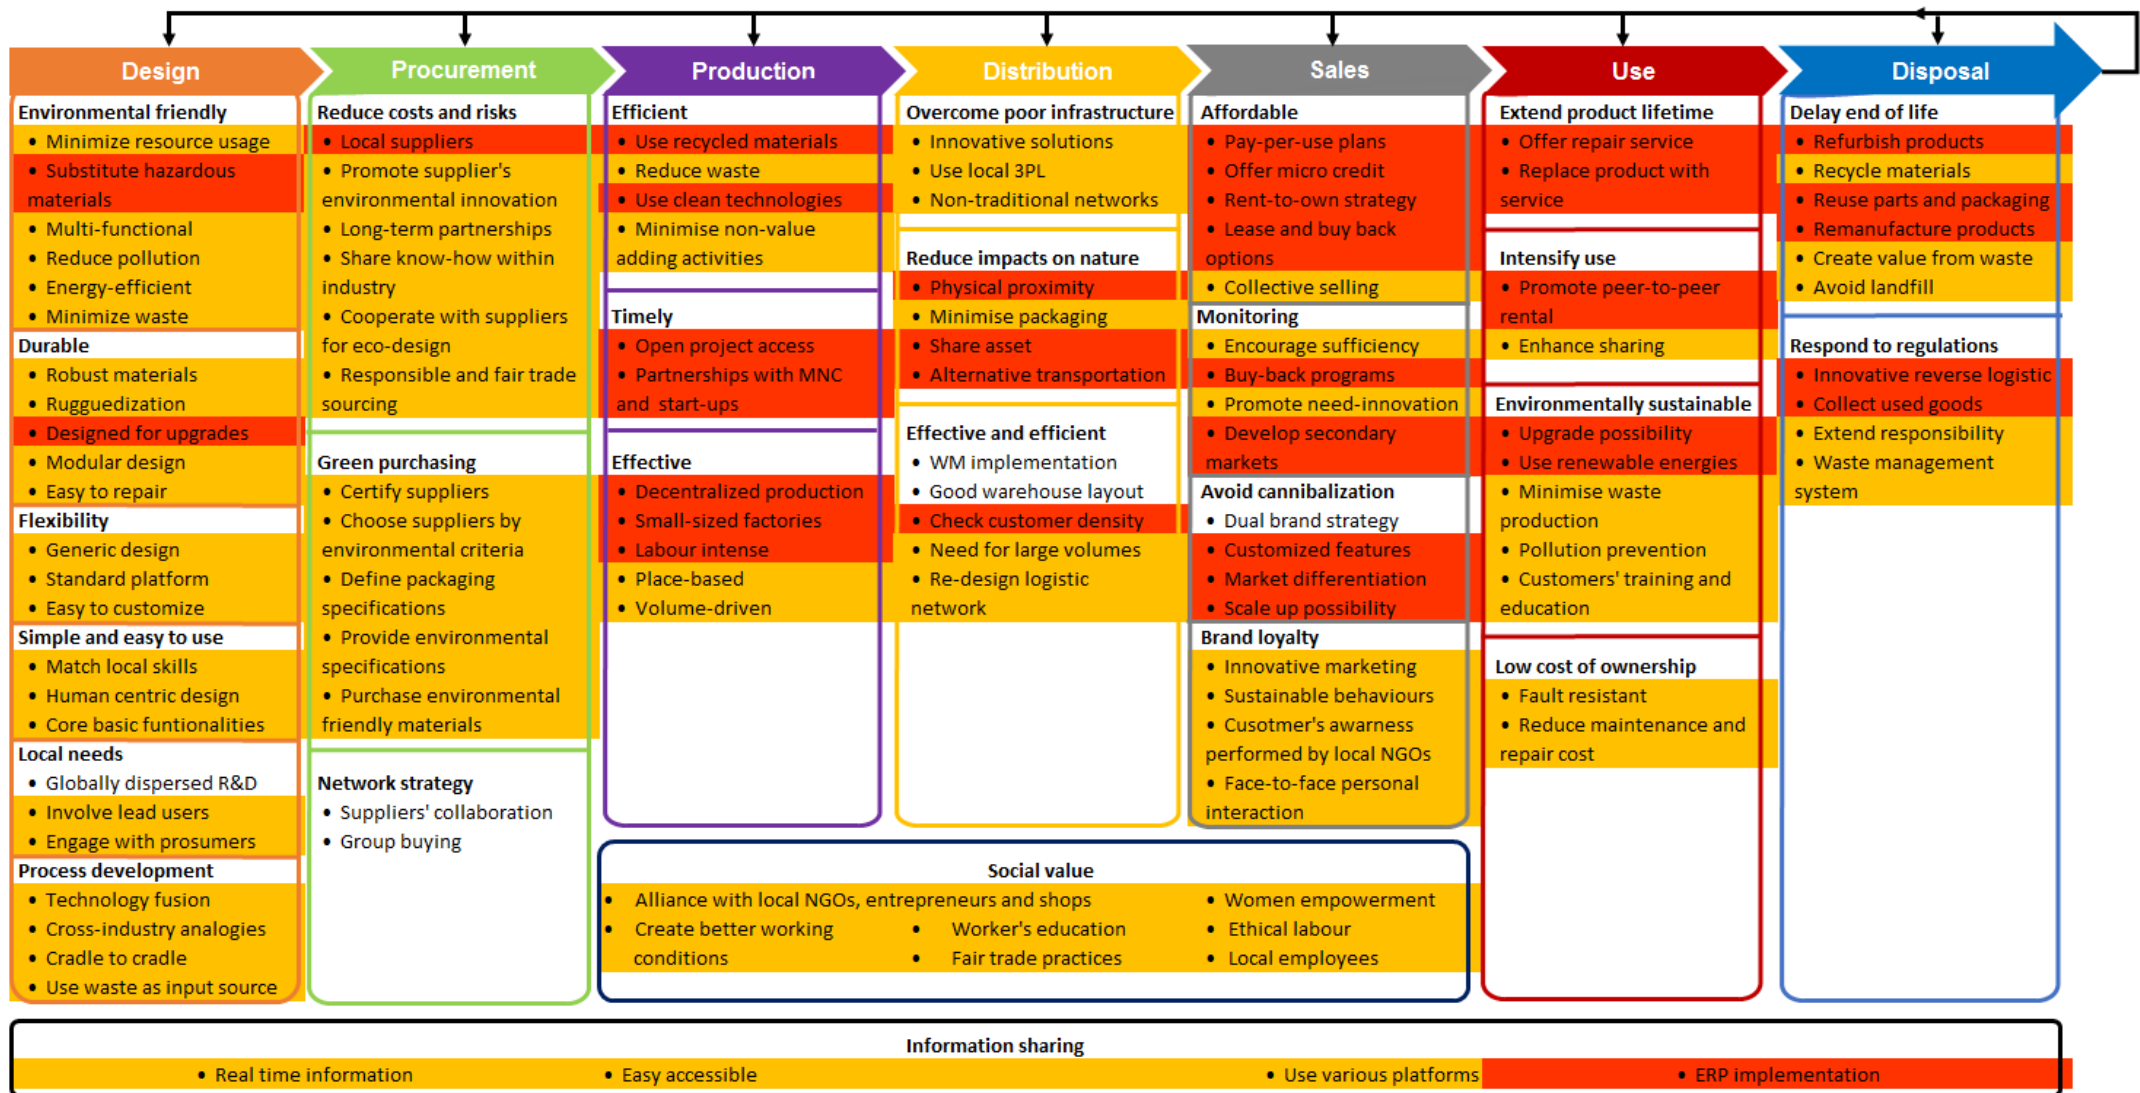 Design
Procurement
Production
Distribution
Sales
Use
Disposal
Environmental friendly
• Minimize resource usage
• Substitute hazardous
materials
• Multi-functional
• Reduce pollution
• Energy-efficient
• Minimize waste
Durable
• Robust materials
• Rugguedization
• Designed for upgrades
• Modular design
• Easy to repair
Flexibility
• Generic design
• Standard platform
• Easy to customize
Simple and easy to use
• Match local skills
• Human centric design
• Core basic funtionalities
Local needs
• Globally dispersed R&D
• Involve lead users
• Engage with prosumers
Process development
• Technology fusion
• Cross-industry analogies
• Cradle to cradle
• Use waste as input source
Reduce costs and risks
• Local suppliers
• Promote supplier's
environmental innovation
• Long-term partnerships
• Share know-how within
industry
• Cooperate with suppliers
for eco-design
• Responsible and fair trade
sourcing
Green purchasing
• Certify suppliers
• Choose suppliers by
environmental criteria
• Define packaging
specifications
• Provide environmental
specifications
• Purchase environmental
friendly materials
Network strategy
• Suppliers' collaboration
• Group buying
Efficient
• Use recycled materials
• Reduce waste
• Use clean technologies
• Minimise non-value
adding activities
Timely
• Open project access
• Partnerships with MNC
and start-ups
Effective
• Decentralized production
• Small-sized factories
• Labour intense
• Place-based
• Volume-driven
Overcome poor infrastructure
• Innovative solutions
• Use local 3PL
• Non-traditional networks
Reduce impacts on nature
• Physical proximity
• Minimise packaging
• Share asset
• Alternative transportation
Effective and efficient
• WM implementation
• Good warehouse layout
• Check customer density
• Need for large volumes
• Re-design logistic
network
Affordable
• Pay-per-use plans
• Offer micro credit
• Rent-to-own strategy
• Lease and buy back
options
• Collective selling
Monitoring
• Encourage sufficiency
• Buy-back programs
• Promote need-innovation
• Develop secondary
markets
Avoid cannibalization
• Dual brand strategy
• Customized features
• Market differentiation
• Scale up possibility
Brand loyalty
• Innovative marketing
• Sustainable behaviours
• Cusotmer's awarness
performed by local NGOs
• Face-to-face personal
interaction
Extend product lifetime
• Offer repair service
• Replace product with
service
Intensify use
• Promote peer-to-peer
rental
• Enhance sharing
Environmentally sustainable
• Upgrade possibility
• Use renewable energies
• Minimise waste
production
• Pollution prevention
• Customers' training and
education
Low cost of ownership
• Fault resistant
• Reduce maintenance and
repair cost
Delay end of life
• Refurbish products
• Recycle materials
• Reuse parts and packaging
• Remanufacture products
• Create value from waste
• Avoid landfill
Respond to regulations
• Innovative reverse logistic
• Collect used goods
• Extend responsibility
• Waste management
system
Social value
• Alliance with local NGOs, entrepreneurs and shops
• Create better working
conditions
• Worker's education
• Fair trade practices
• Women empowerment
• Ethical labour
• Local employees
Information sharing
• Real time information
• Easy accessible
• Use various platforms
• ERP implementation